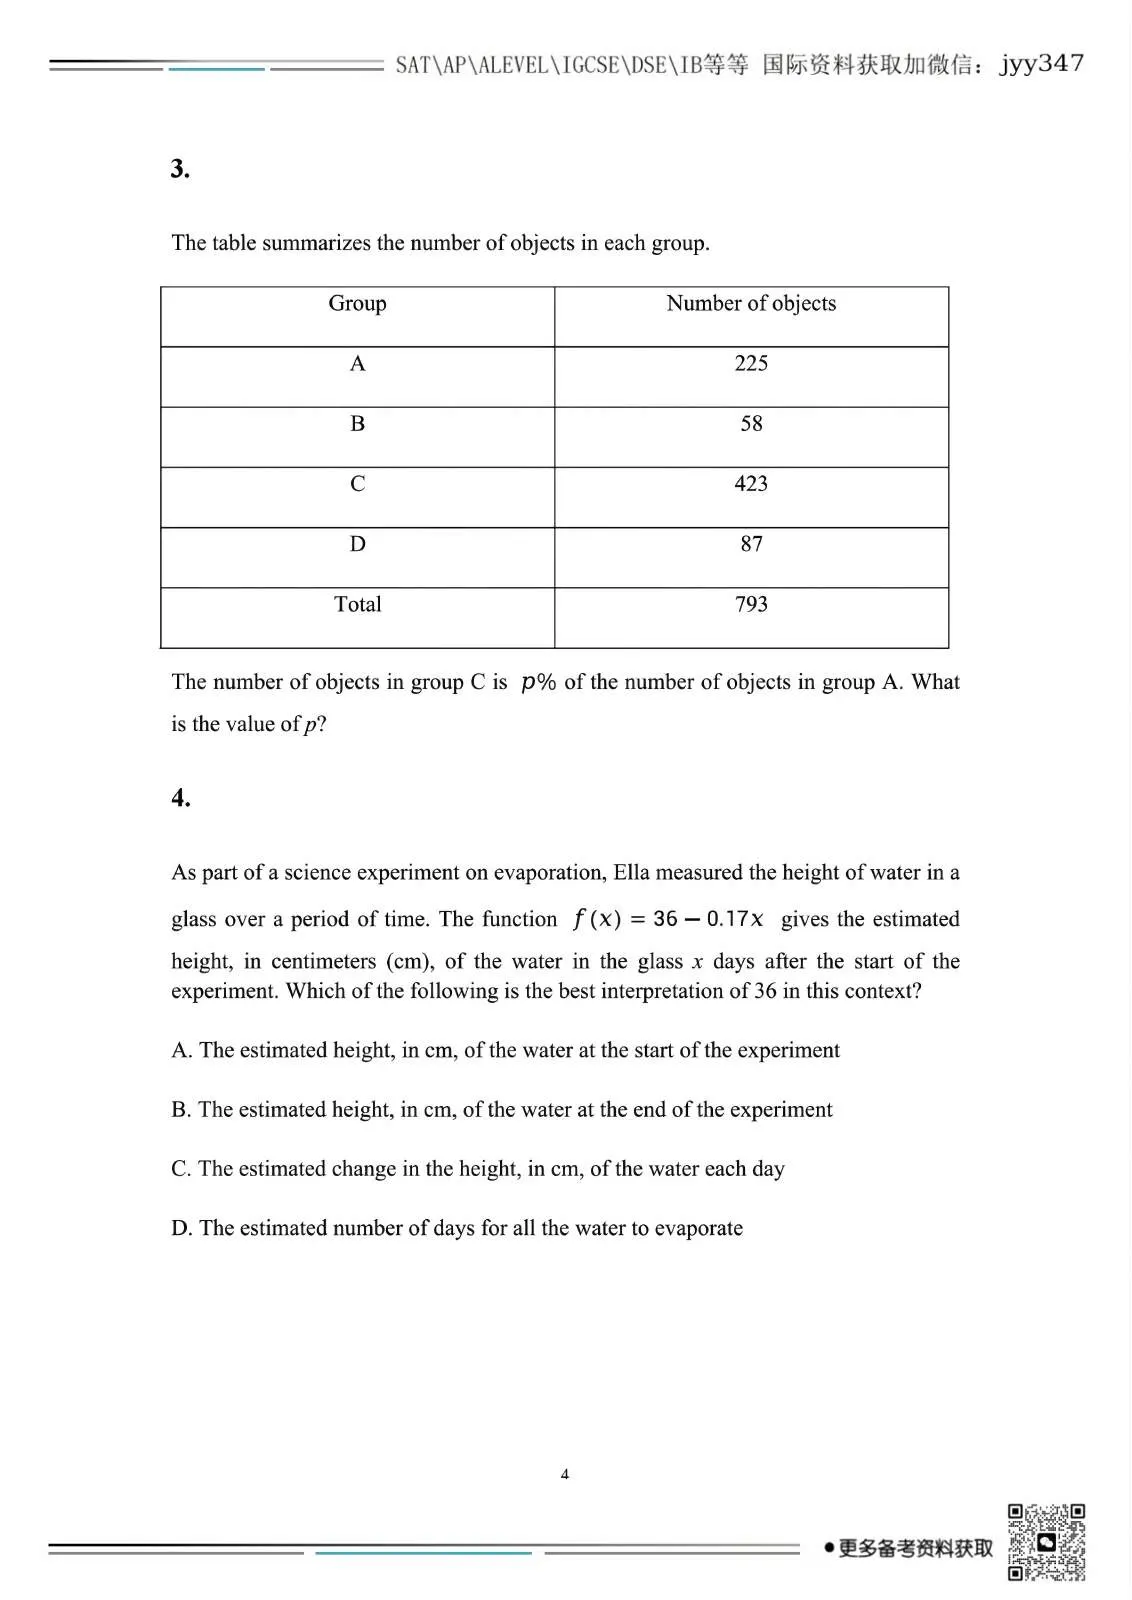 SAT\AP\ALEVEL\IGCSE\DSE\IB等等 国际资料获取加微信: jyy347
3.
The table summarizes the number of objects in each group.
Group Number of objects
A 225
B 58
C 423
D 87
Total 793
The number of objects in group C is p% of the number of objects in group A. What
is the value of p?
4.
As part of a science experiment on evaporation, Ella measured the height of water in a
glass over a period of time. The function f(x) = 36 – 0.17x gives the estimated
height, in centimeters (cm), of the water in the glass x days after the start of the
experiment. Which of the following is the best interpretation of 36 in this context?
A. The estimated height, in cm, of the water at the start of the experiment
B. The estimated height, in cm, of the water at the end of the experiment
C. The estimated change in the height, in cm, of the water each day
D. The estimated number of days for all the water to evaporate
4
●更多备考资料获取